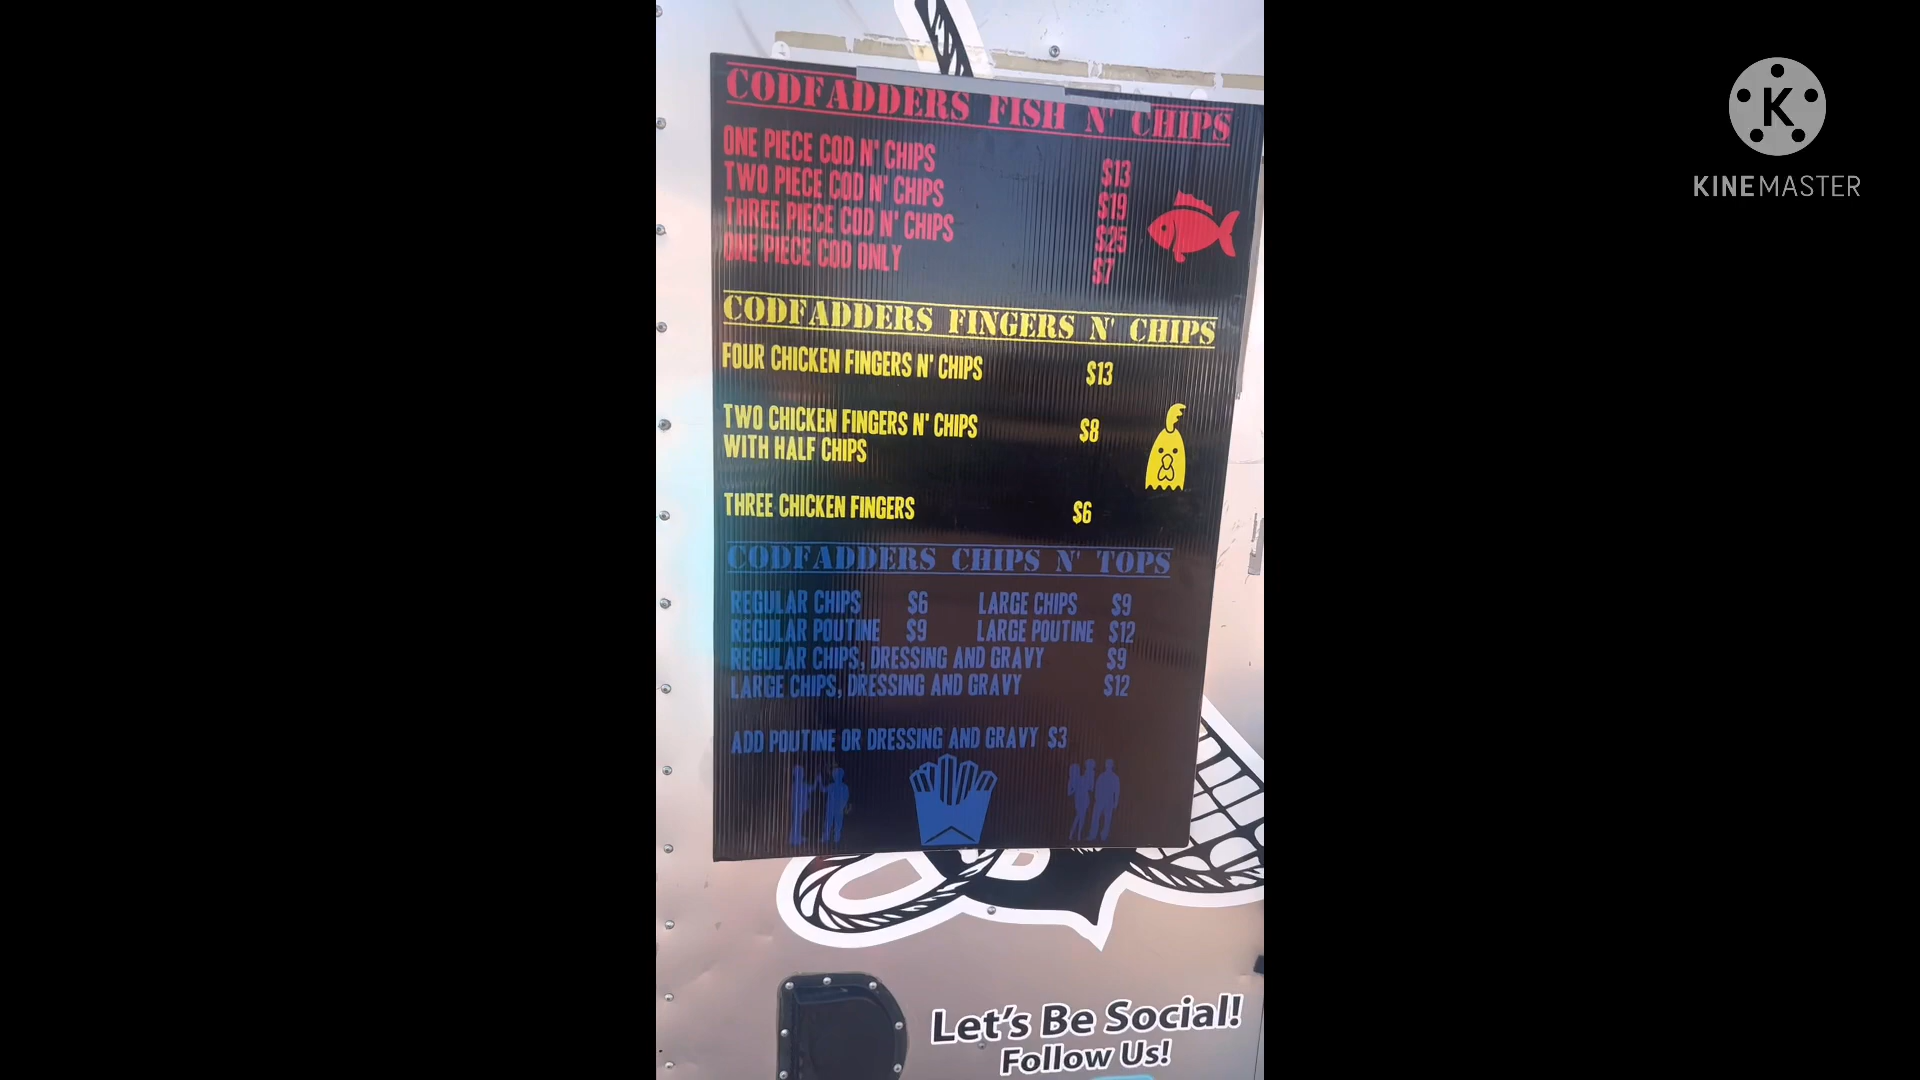 CODFADDERS FISH N' CHIPS
ONE PIECE COD N' CHIPS $13
TWO PIECE COD N' CHIPS $19
THREE PIECE COD N' CHIPS $25
ONE PIECE COD ONLY $7
CODFADDERS FINGERS N' CHIPS
FOUR CHICKEN FINGERS N' CHIPS $13
TWO CHICKEN FINGERS N' CHIPS $8
WITH HALF CHIPS
THREE CHICKEN FINGERS $6
CODFADDERS CHIPS N' TOPS
REGULAR CHIPS $6 LARGE CHIPS $9
REGULAR POUTINE $9 LARGE POUTINE $12
REGULAR CHIPS, DRESSING AND GRAVY $9
LARGE CHIPS, DRESSING AND GRAVY $12
ADD POUTINE OR DRESSING AND GRAVY $3
Let's Be Social!
Follow Us!
K
KINEMASTER